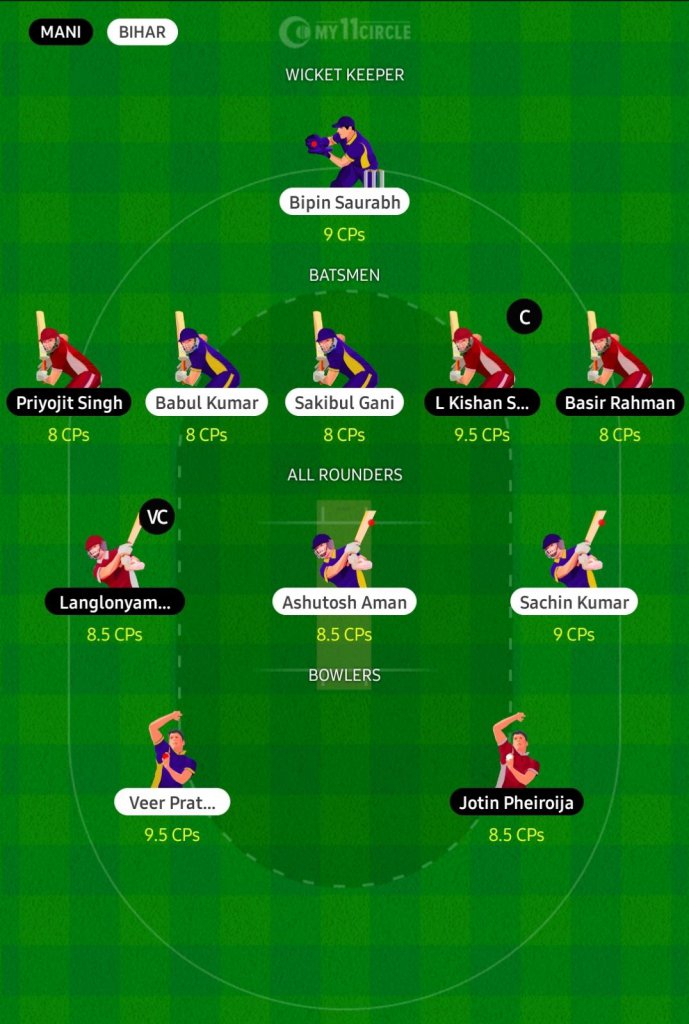 MANI BIHAR MY11CIRCLE
WICKET KEEPER
Bipin Saurabh
9 CPs
BATSMEN
C
Priyojit Singh Babul Kumar Sakibul Gani L Kishan S... Basir Rahman
8 CPs 8 CPs 8 CPs 9.5 CPs 8 CPs
ALL ROUNDERS
VC
Langlonyam... Ashutosh Aman Sachin Kumar
8.5 CPs 8.5 CPs 9 CPs
BOWLERS
Veer Prat... Jotin Pheiroija
9.5 CPs 8.5 CPs